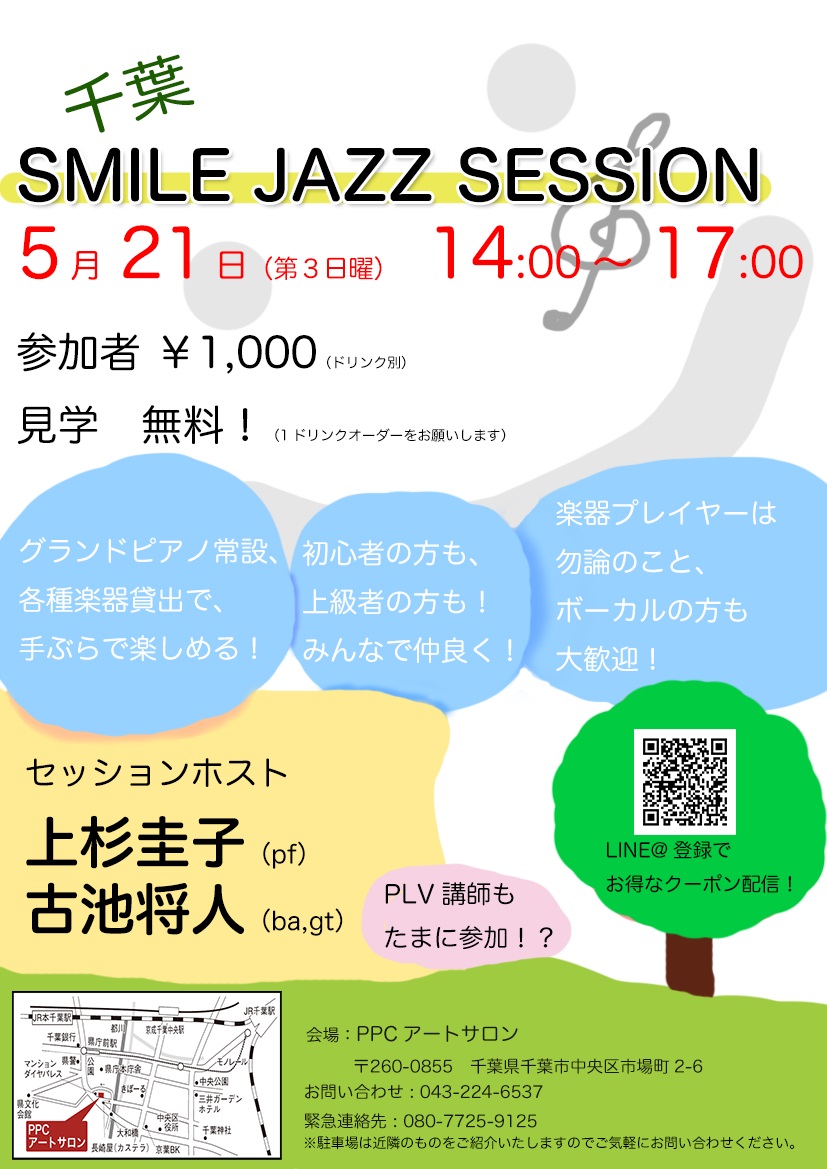 千葉
SMILE JAZZ SESSION
5月21日（第３日曜） 14:00～17:00
参加者 ￥1,000（ドリンク別）
見学　無料！（1ドリンクオーダーをお願いします）
グランドピアノ常設、
各種楽器貸出で、
手ぶらで楽しめる！
初心者の方も、
上級者の方も！
みんなで仲良く！
楽器プレイヤーは
勿論のこと、
ボーカルの方も
大歓迎！
セッションホスト
上杉圭子（pf）
古池将人（ba,gt）
PLV講師も
たまに参加！？
LINE@登録で
お得なクーポン配信！
JR千葉駅
JR本千葉駅
都川
京成千葉中央駅
千葉銀行
県庁前駅
県警
公園
県庁本庁舎
モノレール
マンション
ダイヤパレス
きぼーる
中央公園
三井ガーデン
ホテル
県文化
会館
中央区
役所
PPC
アートサロン
大和橋
千葉神社
長崎屋（カステラ）
京葉BK
会場：PPCアートサロン
〒260-0855　千葉県千葉市中央区市場町2-6
お問い合わせ：043-224-6537
緊急連絡先：080-7725-9125
※駐車場は近隣のものをご紹介いたしますのでご気軽にお問い合わせください。